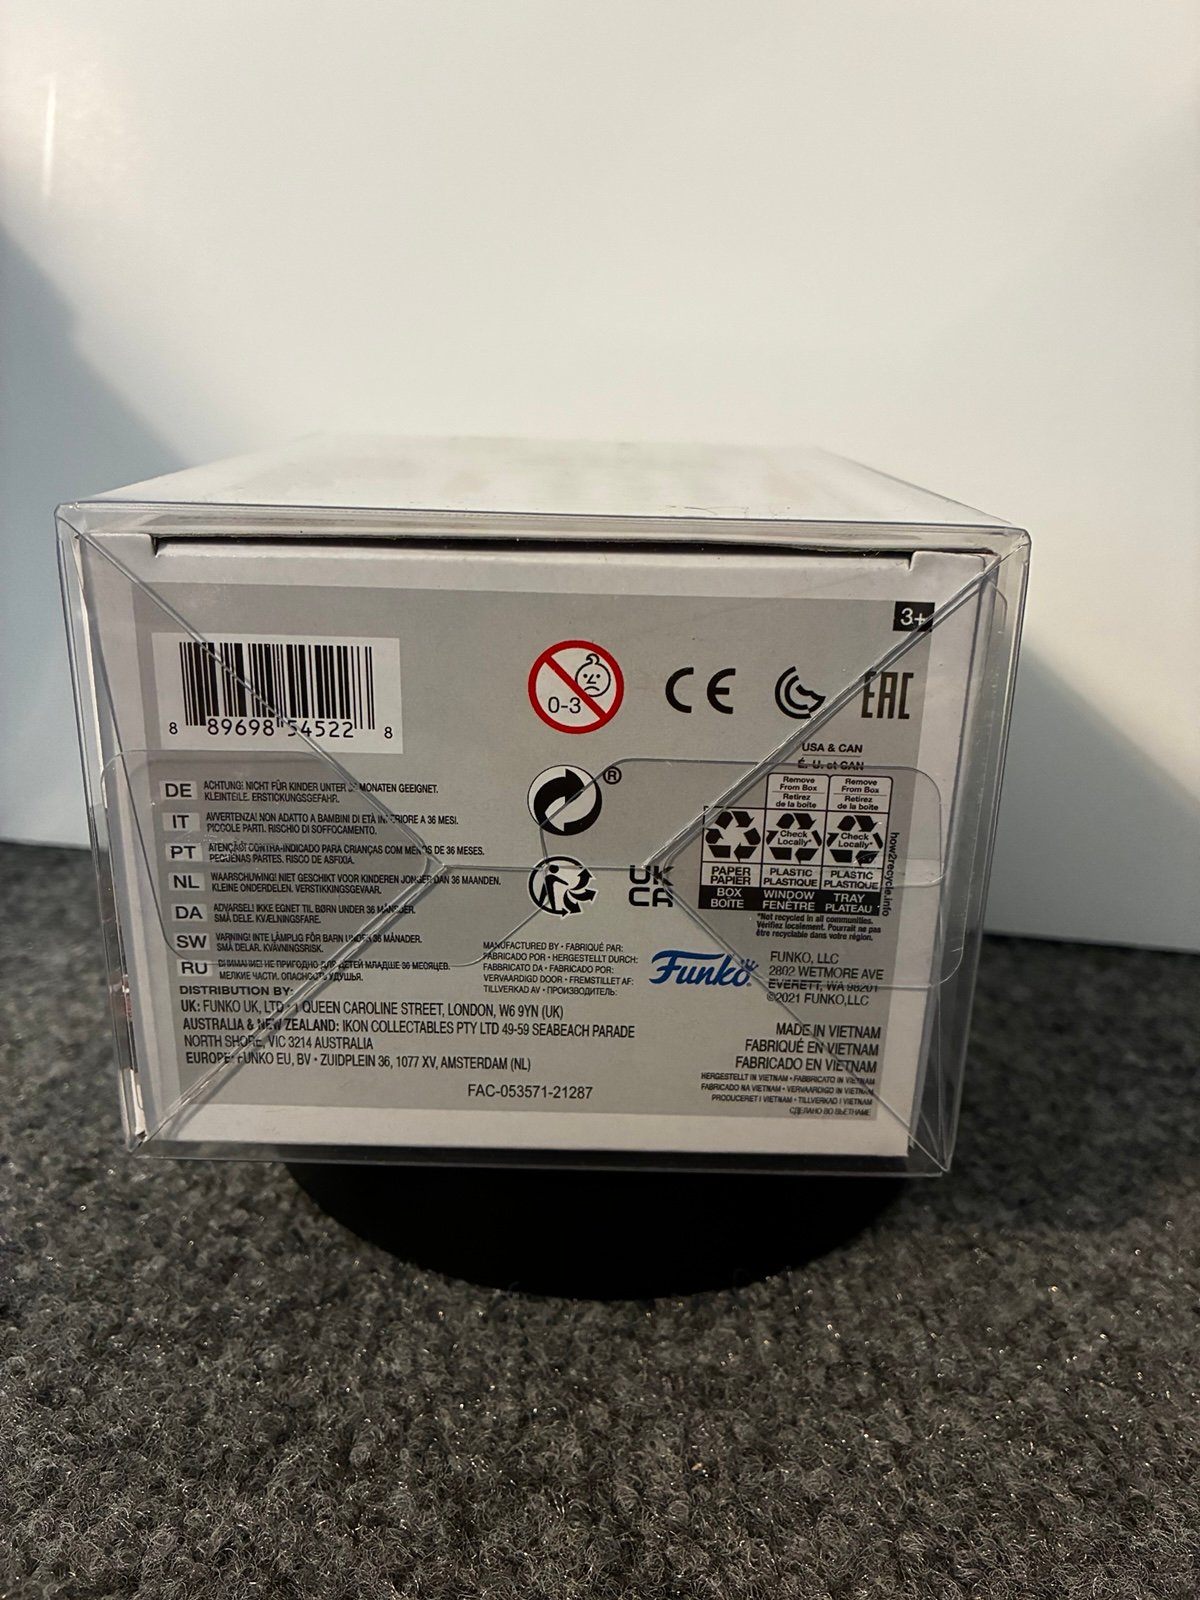 3+
8 89698 54522 8
0-3
CE
EAC
®
UK
CA
USA & CAN
É.-U. et CAN
Remove From Box
Retirez de la boîte
Remove From Box
Retirez de la boîte
Check Locally*
Check Locally*
PAPER
PAPIER
PLASTIC
PLASTIQUE
PLASTIC
PLASTIQUE
BOX
BOÎTE
WINDOW
FENÊTRE
TRAY
PLATEAU
how2recycle.info
*Not recycled in all communities.
Vérifiez localement. Pourrait ne pas
être recyclable dans votre région.
DE ACHTUNG! NICHT FÜR KINDER UNTER MONATEN GEEIGNET.
KLEINTEILE. ERSTICKUNGSGEFAHR.
IT AVVERTENZA! NON ADATTO A BAMBINI DI ETÀ INFERIORE A 36 MESI.
PICCOLE PARTI. RISCHIO DI SOFFOCAMENTO.
PT ATENÇÃO! CONTRA-INDICADO PARA CRIANÇAS COM MENOS DE 36 MESES.
PEQUENAS PARTES. RISCO DE ASFIXIA.
NL WAARSCHUWING! NIET GESCHIKT VOOR KINDEREN JONGER DAN 36 MAANDEN.
KLEINE ONDERDELEN. VERSTIKKINGSGEVAAR.
DA ADVARSEL! IKKE EGNET TIL BØRN UNDER 36 MÅNEDER.
SMÅ DELE. KVÆLNINGSFARE.
SW VARNING! INTE LÄMPLIG FÖR BARN UNDER 36 MÅNADER.
SMÅ DELAR. KVÄVNINGSRISK.
RU ВНИМАНИЕ! НЕ ПРИГОДНО ДЛЯ ДЕТЕЙ МЛАДШЕ 36 МЕСЯЦЕВ.
МЕЛКИЕ ЧАСТИ. ОПАСНОСТЬ УДУШЬЯ.
MANUFACTURED BY • FABRIQUÉ PAR:
FABRICADO POR • HERGESTELLT DURCH:
FABBRICATO DA • FABRICADO POR:
VERVAARDIGD DOOR • FREMSTILLET AF:
TILLVERKAD AV • ПРОИЗВОДИТЕЛЬ:
Funko
FUNKO, LLC
2802 WETMORE AVE
EVERETT, WA 98201
©2021 FUNKO,LLC
DISTRIBUTION BY:
UK: FUNKO UK, LTD • 1 QUEEN CAROLINE STREET, LONDON, W6 9YN (UK)
AUSTRALIA & NEW ZEALAND: IKON COLLECTABLES PTY LTD 49-59 SEABEACH PARADE
NORTH SHORE, VIC 3214 AUSTRALIA
EUROPE: FUNKO EU, BV • ZUIDPLEIN 36, 1077 XV, AMSTERDAM (NL)
FAC-053571-21287
MADE IN VIETNAM
FABRIQUÉ EN VIETNAM
FABRICADO EN VIETNAM
HERGESTELLT IN VIETNAM • FABBRICATO IN VIETNAM
FABRICADO NA VIETNAM • VERVAARDIGD IN VIETNAM
PRODUCERET I VIETNAM • TILLVERKAD I VIETNAM
СДЕЛАНО ВО ВЬЕТНАМЕ